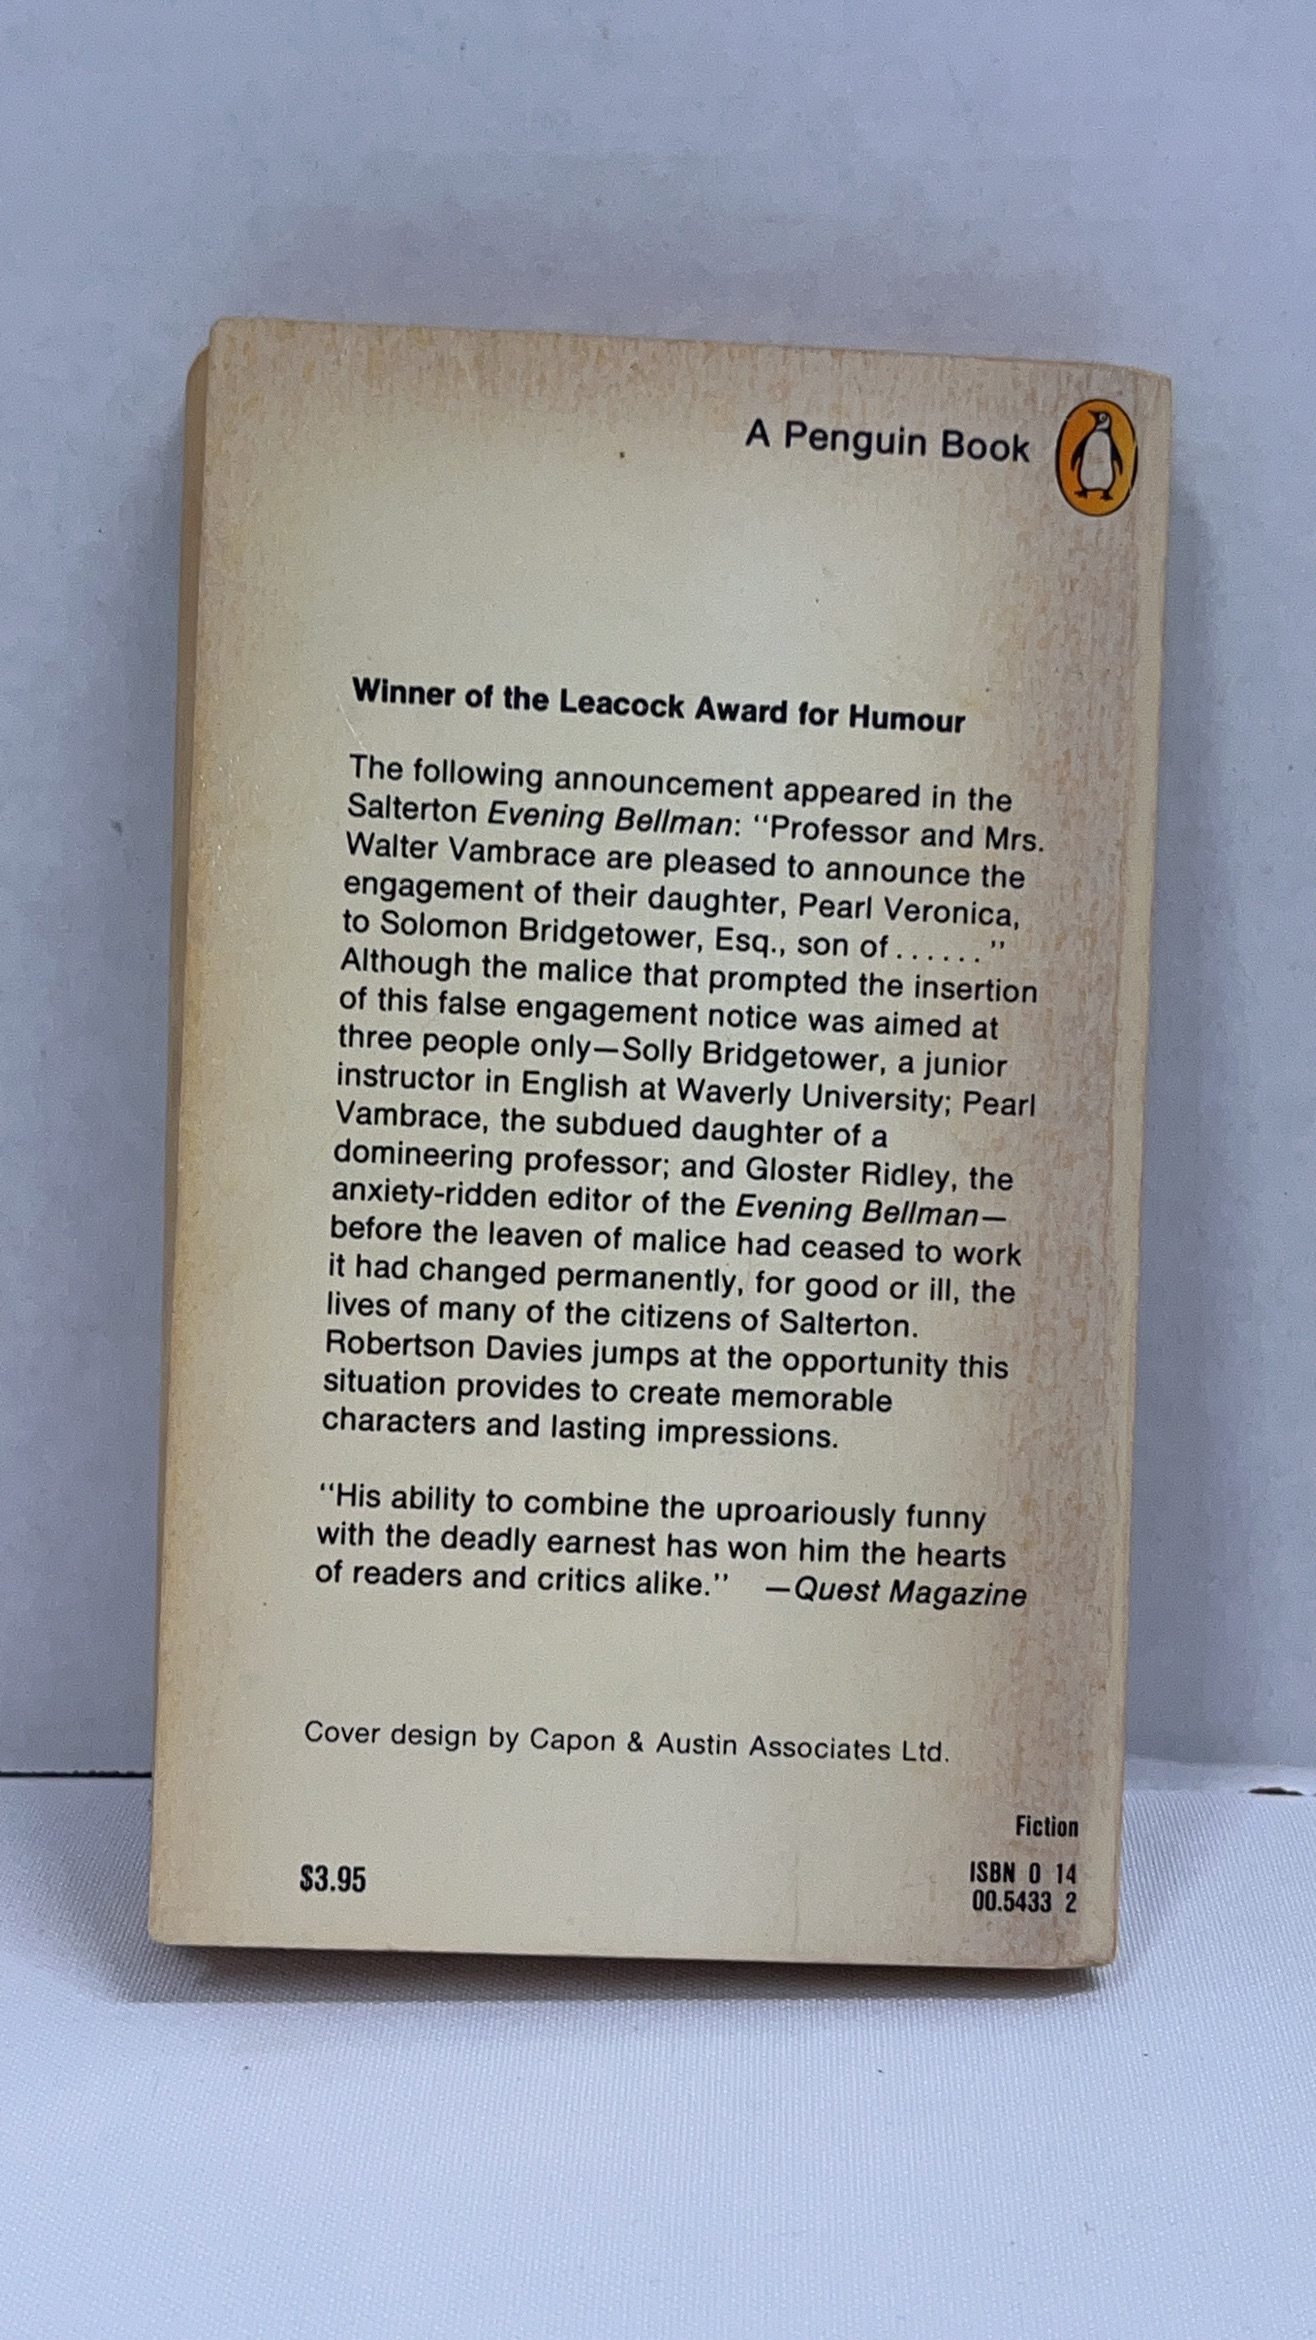 A Penguin Book
Winner of the Leacock Award for Humour
The following announcement appeared in the
Salterton Evening Bellman: "Professor and Mrs.
Walter Vambrace are pleased to announce the
engagement of their daughter, Pearl Veronica,
to Solomon Bridgetower, Esq., son of . . . . . . "
Although the malice that prompted the insertion
of this false engagement notice was aimed at
three people only—Solly Bridgetower, a junior
instructor in English at Waverly University; Pearl
Vambrace, the subdued daughter of a
domineering professor; and Gloster Ridley, the
anxiety-ridden editor of the Evening Bellman—
before the leaven of malice had ceased to work
it had changed permanently, for good or ill, the
lives of many of the citizens of Salterton.
Robertson Davies jumps at the opportunity this
situation provides to create memorable
characters and lasting impressions.
"His ability to combine the uproariously funny
with the deadly earnest has won him the hearts
of readers and critics alike." —Quest Magazine
Cover design by Capon & Austin Associates Ltd.
Fiction
$3.95
ISBN 0 14
00.5433 2